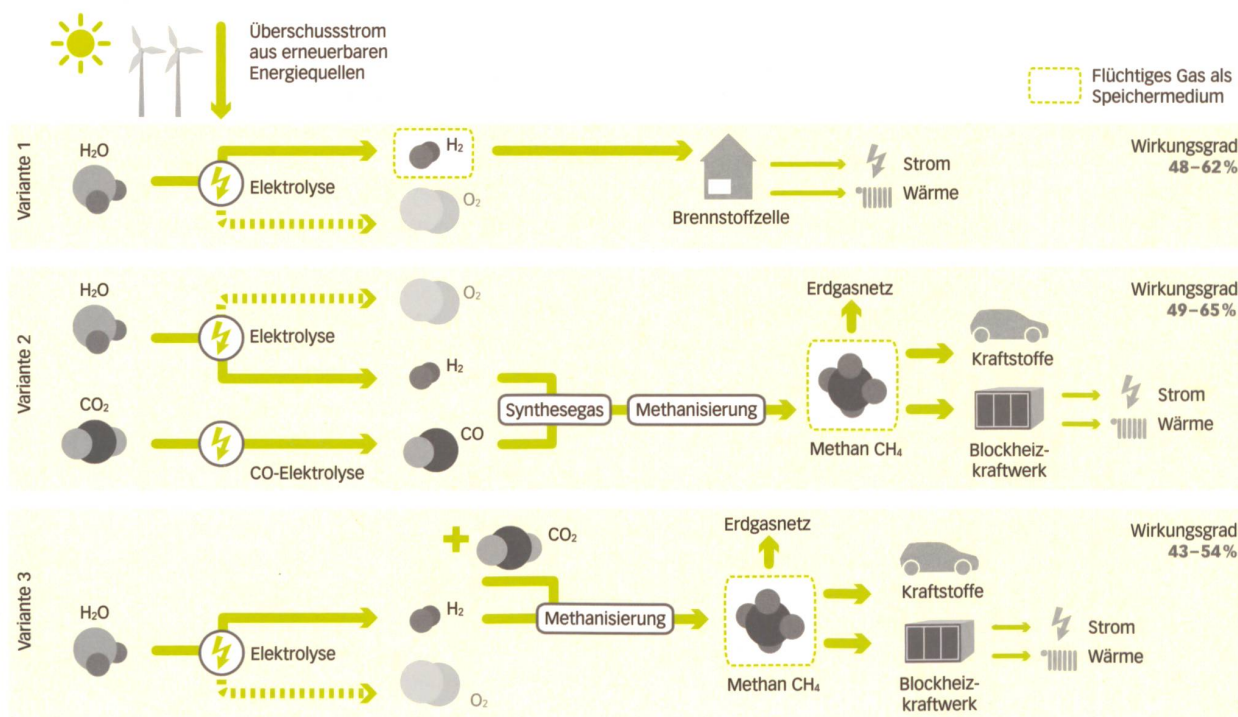 Überschussstrom
aus erneuerbaren
Energiequellen
Flüchtiges Gas als
Speichermedium
Variante 1
H₂O
Elektrolyse
H₂
O₂
Brennstoffzelle
Strom
Wärme
Wirkungsgrad
48–62%
Variante 2
H₂O
Elektrolyse
O₂
H₂
CO₂
CO-Elektrolyse
CO
Synthesegas
Methanisierung
Erdgasnetz
Methan CH₄
Kraftstoffe
Blockheiz-
kraftwerk
Strom
Wärme
Wirkungsgrad
49–65%
Variante 3
H₂O
Elektrolyse
CO₂
H₂
O₂
Methanisierung
Erdgasnetz
Methan CH₄
Kraftstoffe
Blockheiz-
kraftwerk
Strom
Wärme
Wirkungsgrad
43–54%